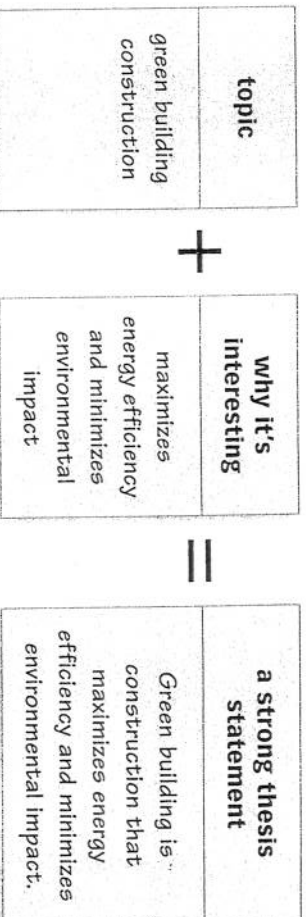 topic
green building
construction
+
why it's
interesting
maximizes
energy efficiency
and minimizes
environmental
impact
=
a strong thesis
statement
Green building is
construction that
maximizes energy
efficiency and minimizes
environmental impact.